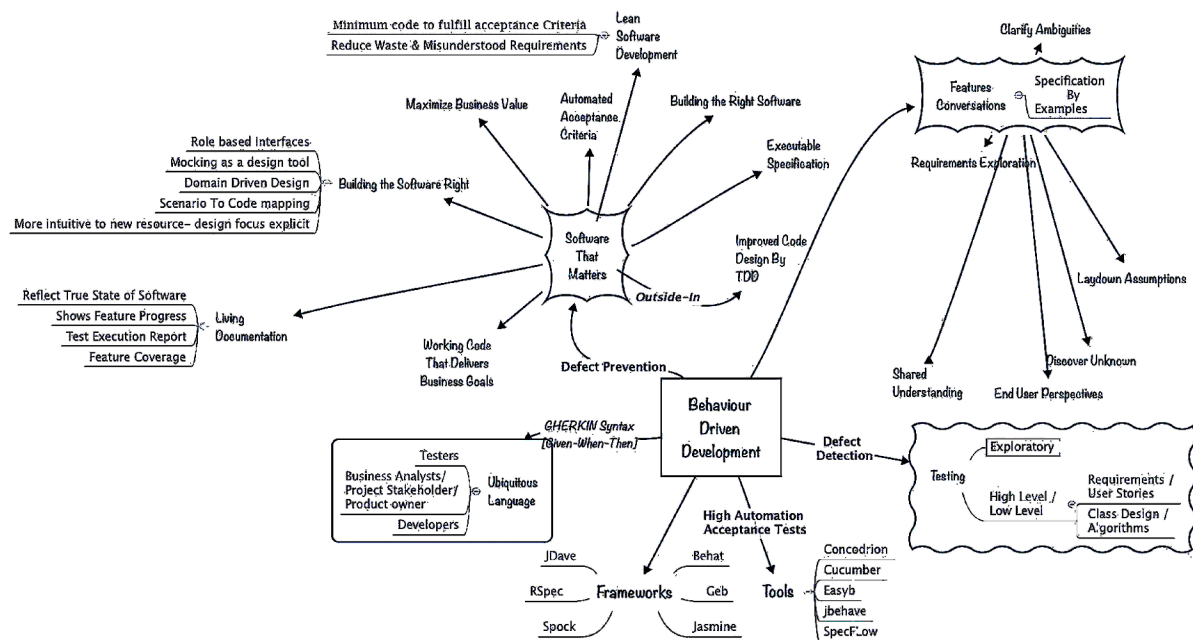 Minimum code to fulfill acceptance Criteria
Reduce Waste & Misunderstood Requirements
Lean
Software
Development
Maximize Business Value
Automated
Acceptance
Criteria
Building the Right Software
Executable
Specification
Role based Interfaces
Mocking as a design tool
Domain Driven Design
Scenario To Code mapping
More intuitive to new resource- design focus explicit
Building the Software Right
Software
That
Matters
Improved Code
Design By
TDD
Outside-In
Reflect True State of Software
Shows Feature Progress
Test Execution Report
Feature Coverage
Living
Documentation
Working Code
That Delivers
Business Goals
Defect Prevention
Clarify Ambiguities
Features
Conversations
Specification
By
Examples
Requirements Exploration
Laydown Assumptions
Discover Unknown
End User Perspectives
Shared
Understanding
Behaviour
Driven
Development
GHERKIN Syntax
[Given-When-Then]
Testers
Business Analysts/
Project Stakeholder/
Product owner
Developers
Ubiquitous
Language
Defect
Detection
Testing
Exploratory
High Level /
Low Level
Requirements /
User Stories
Class Design /
Algorithms
High Automation
Acceptance Tests
JDave
RSpec
Spock
Frameworks
Behat
Geb
Jasmine
Tools
Concodrion
Cucumber
Easyb
jbehave
SpecFLow